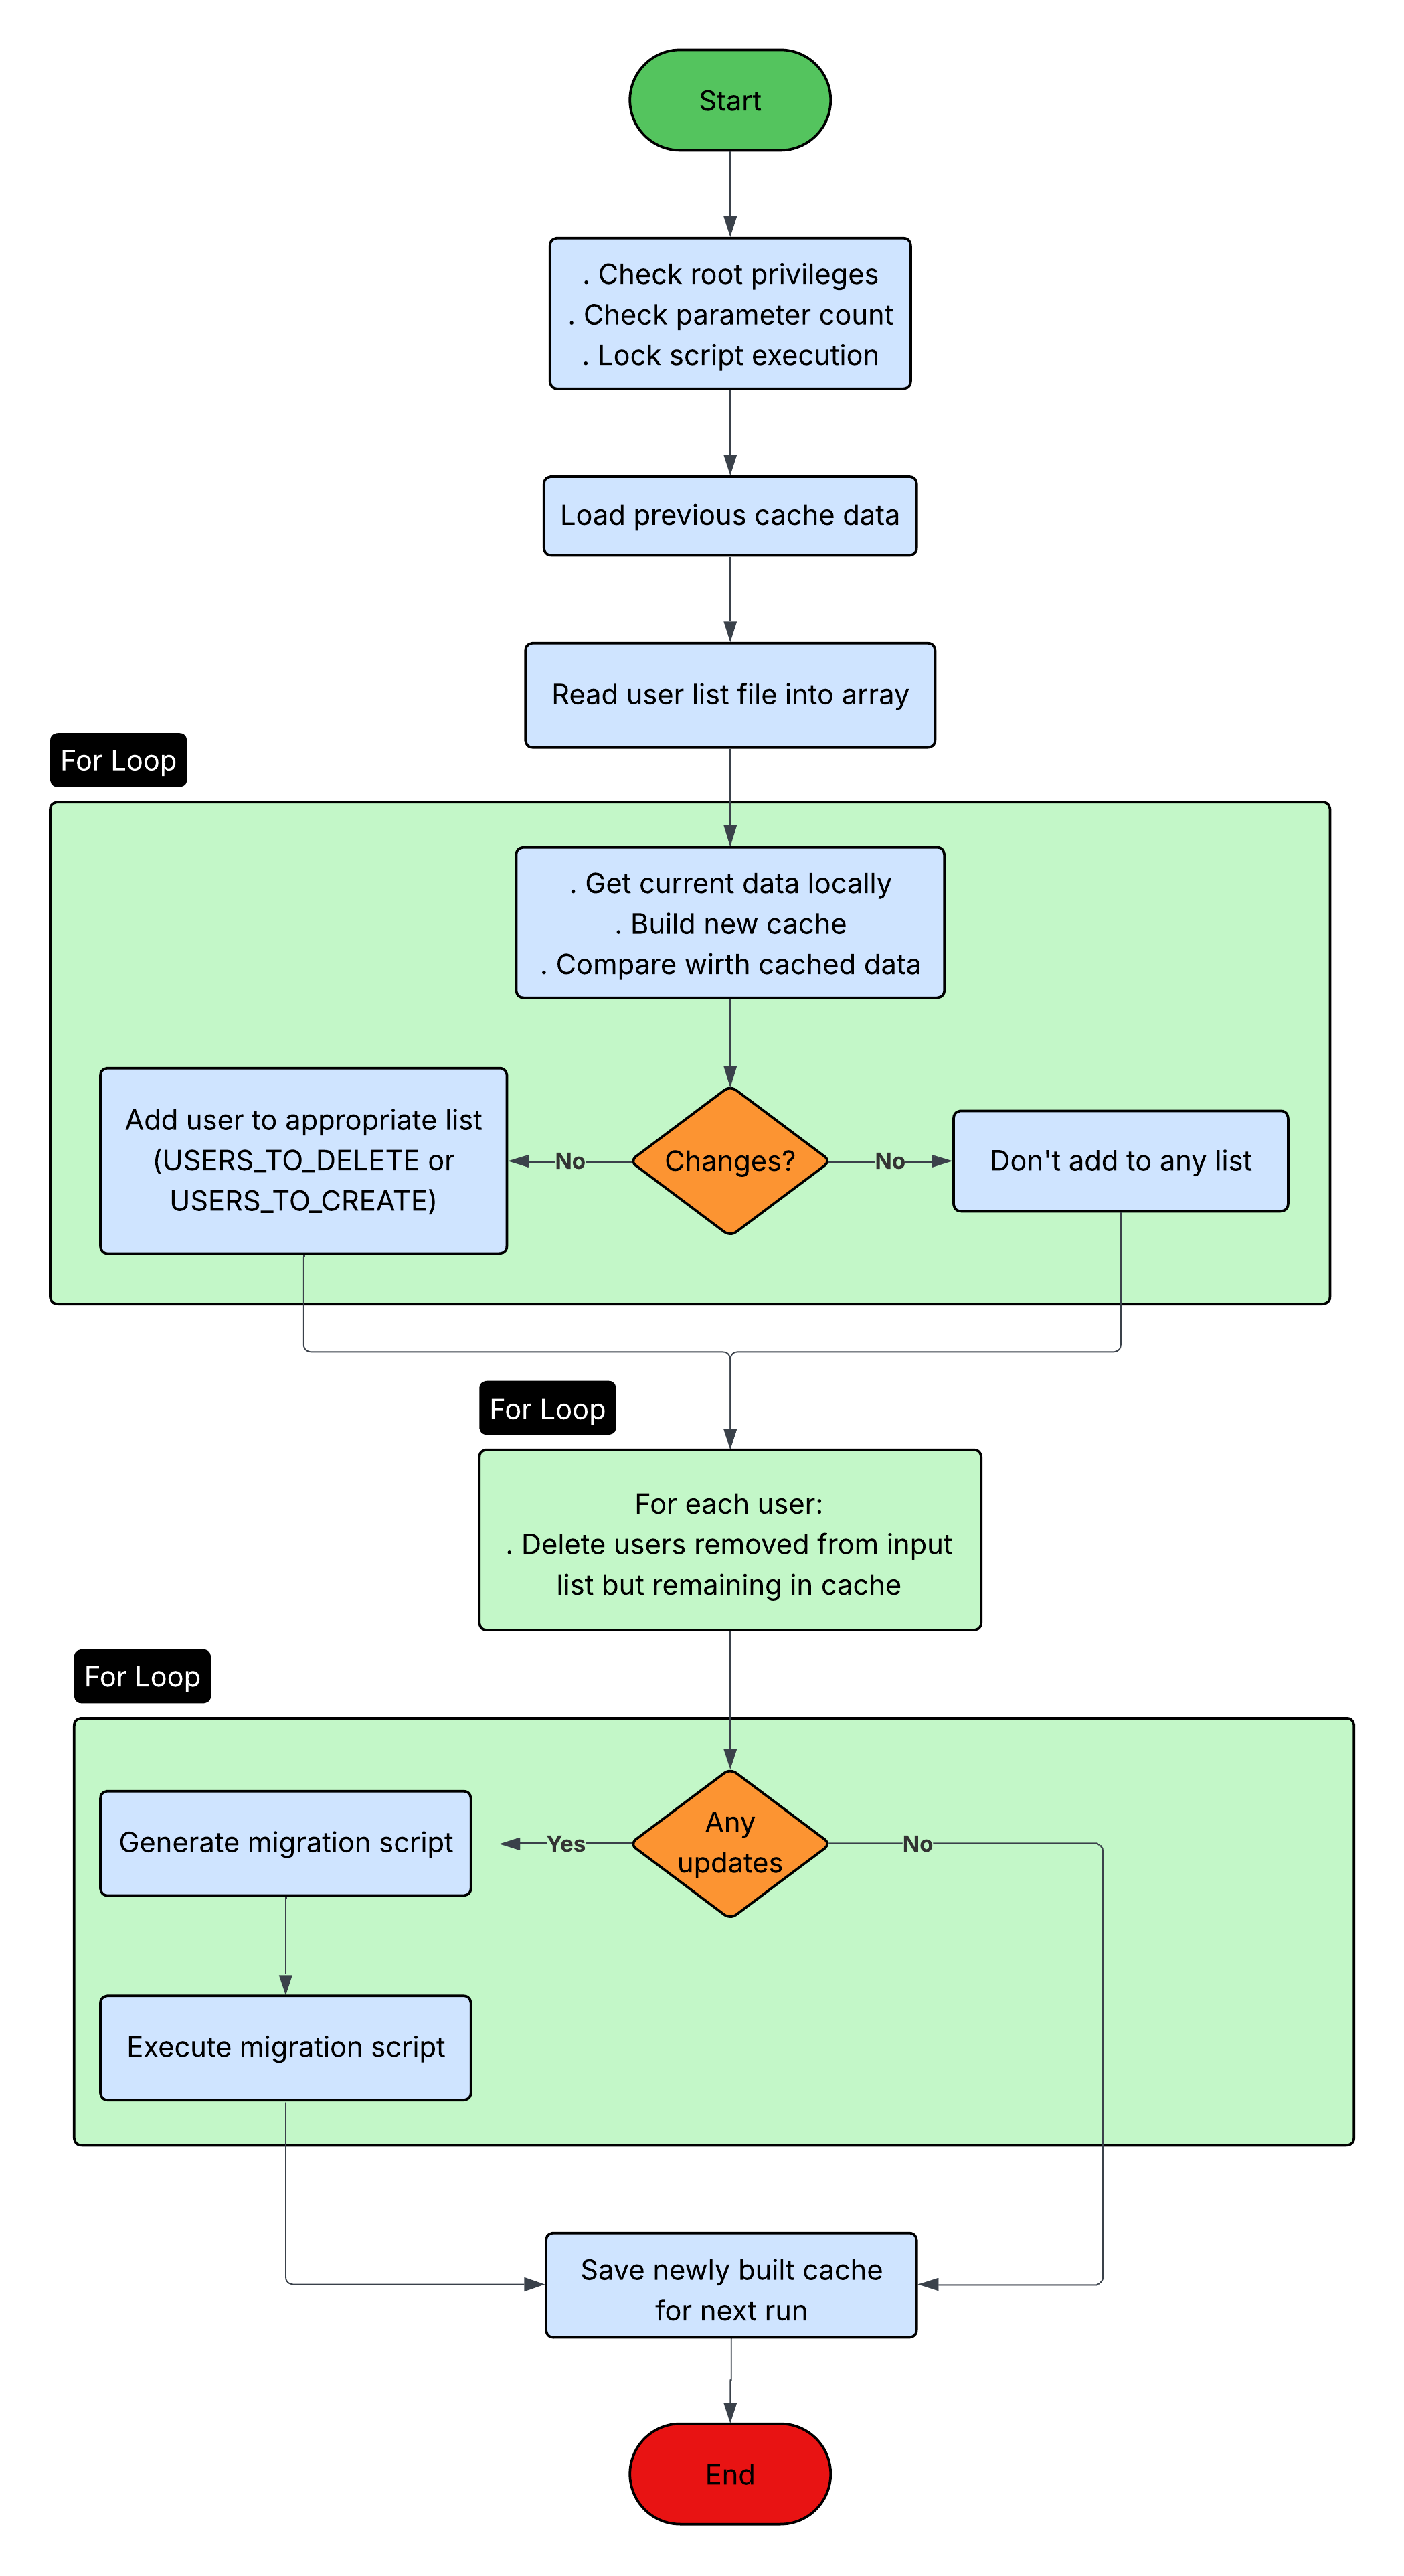 Start
. Check root privileges
. Check parameter count
. Lock script execution
Load previous cache data
Read user list file into array
For Loop
. Get current data locally
. Build new cache
. Compare wirth cached data
Add user to appropriate list
(USERS_TO_DELETE or
USERS_TO_CREATE)
No
Changes?
No
Don't add to any list
For Loop
For each user:
. Delete users removed from input
list but remaining in cache
For Loop
Generate migration script
Yes
Any
updates
No
Execute migration script
Save newly built cache
for next run
End